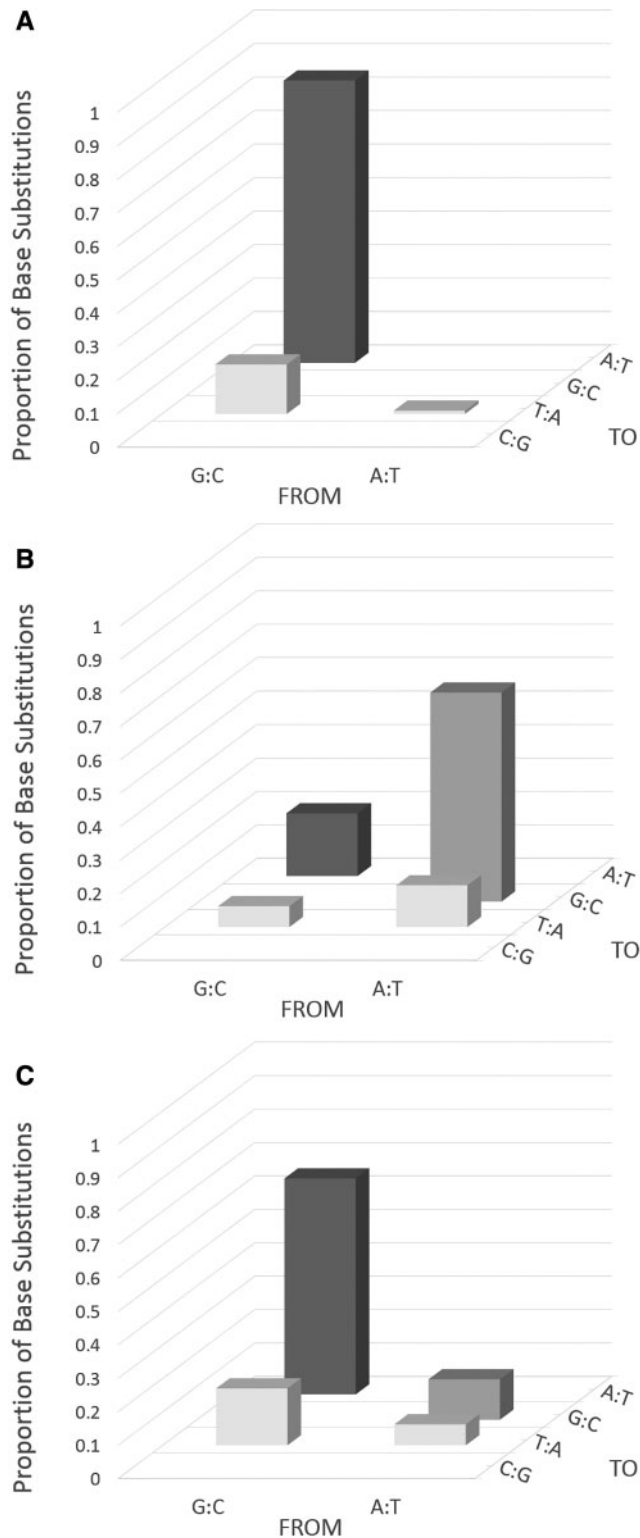 A
Proportion of Base Substitutions
1
0.9
0.8
0.7
0.6
0.5
0.4
0.3
0.2
0.1
0
A:T
G:C
T:A
C:G
TO
G:C
A:T
FROM
B
Proportion of Base Substitutions
1
0.9
0.8
0.7
0.6
0.5
0.4
0.3
0.2
0.1
0
A:T
G:C
T:A
C:G
TO
G:C
A:T
FROM
C
Proportion of Base Substitutions
1
0.9
0.8
0.7
0.6
0.5
0.4
0.3
0.2
0.1
0
A:T
G:C
T:A
C:G
TO
G:C
A:T
FROM